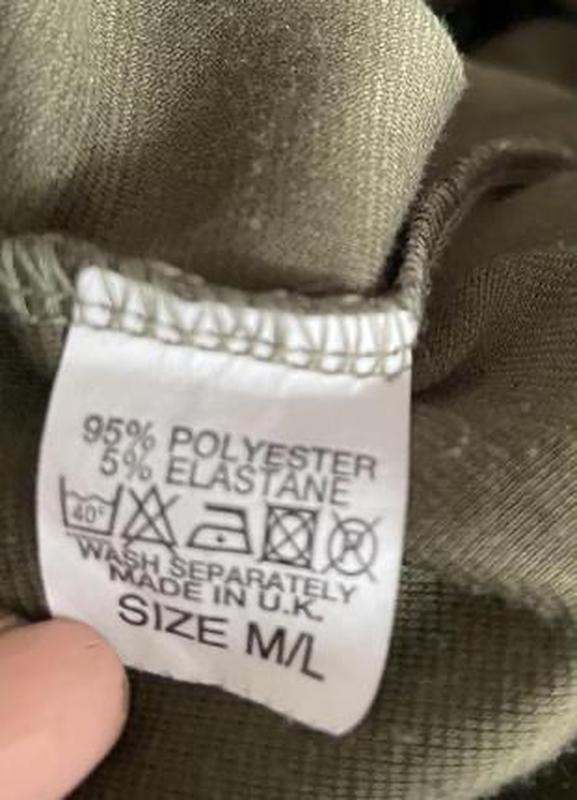 95% POLYESTER
5% ELASTANE
40° P
WASH SEPARATELY
MADE IN U.K.
SIZE M/L